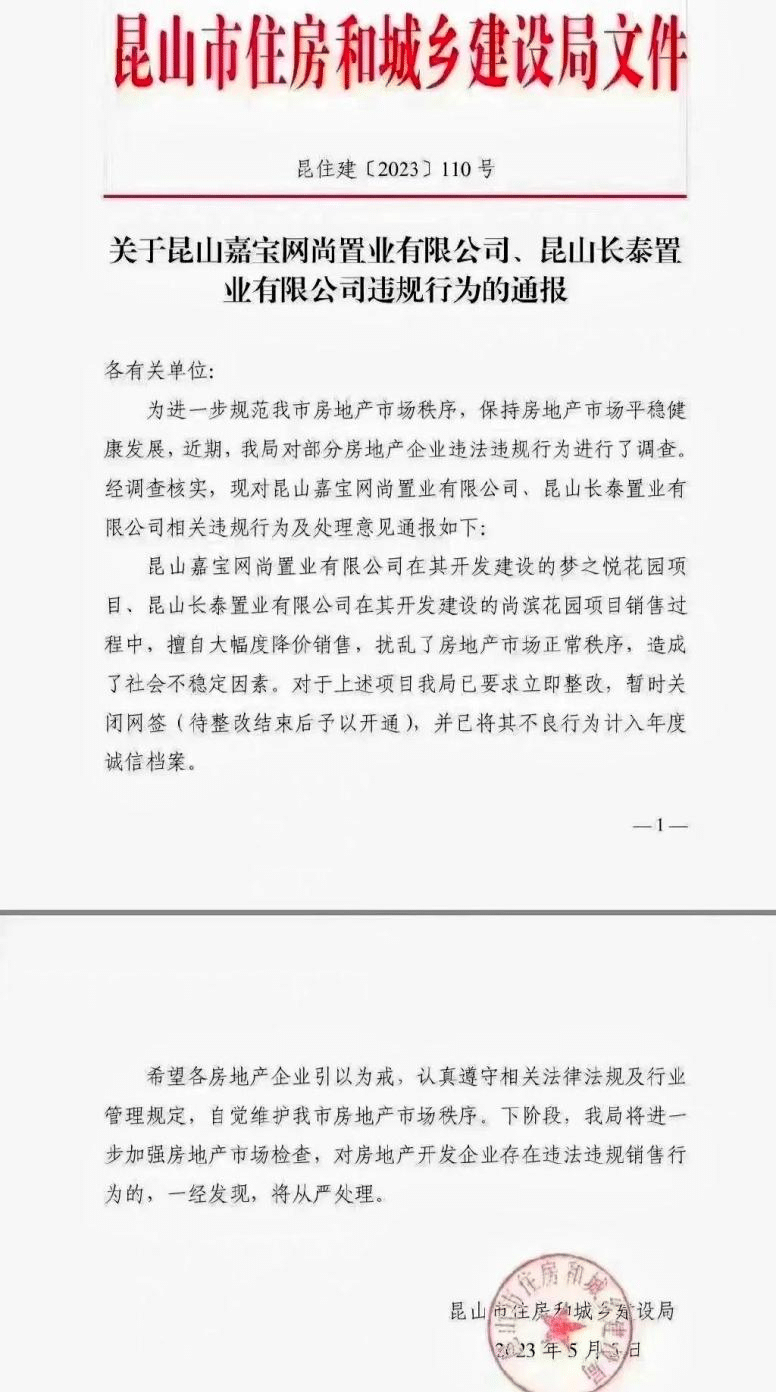 昆山市住房和城乡建设局文件
昆住建〔2023〕110 号
关于昆山嘉宝网尚置业有限公司、昆山长泰置
业有限公司违规行为的通报
各有关单位：
为进一步规范我市房地产市场秩序，保持房地产市场平稳健
康发展，近期，我局对部分房地产企业违法违规行为进行了调查。
经调查核实，现对昆山嘉宝网尚置业有限公司、昆山长泰置业有
限公司相关违规行为及处理意见通报如下：
昆山嘉宝网尚置业有限公司在其开发建设的梦之悦花园项
目、昆山长泰置业有限公司在其开发建设的尚滨花园项目销售过
程中，擅自大幅度降价销售，扰乱了房地产市场正常秩序，造成
了社会不稳定因素。对于上述项目我局已要求立即整改，暂时关
闭网签（待整改结束后予以开通），并已将其不良行为计入年度
诚信档案。
—1—
希望各房地产企业引以为戒，认真遵守相关法律法规及行业
管理规定，自觉维护我市房地产市场秩序。下阶段，我局将进一
步加强房地产市场检查，对房地产开发企业存在违法违规销售行
为的，一经发现，将从严处理。
昆山市住房和城乡建设局
2023 年 5 月 日